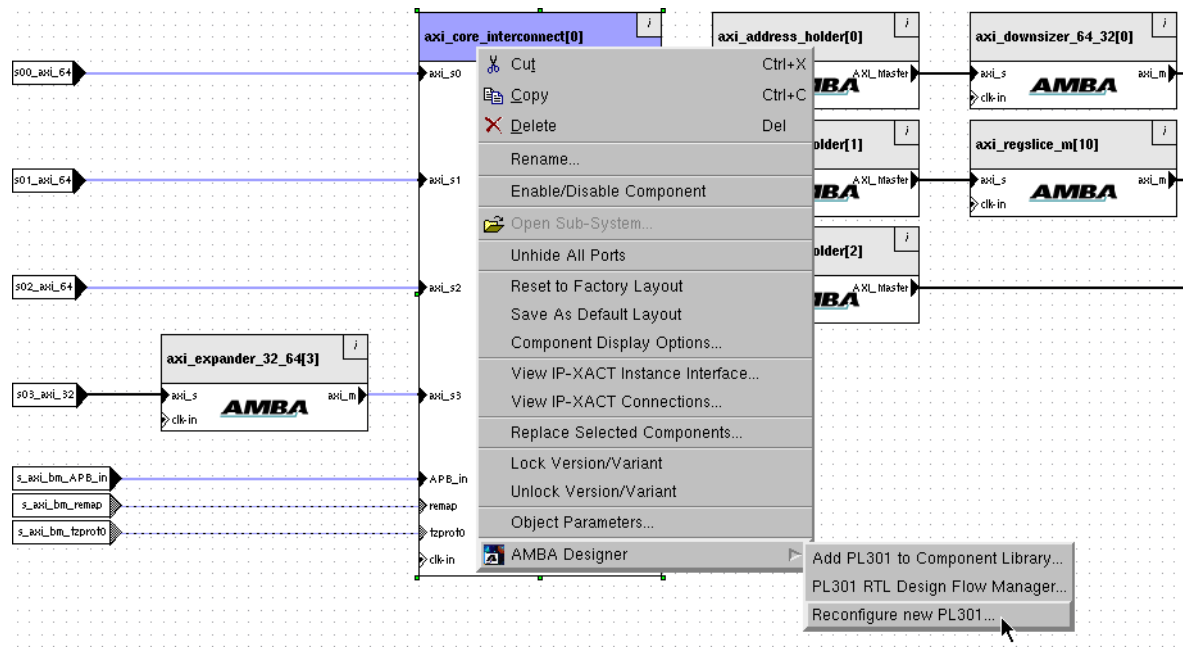 axi_core_interconnect[0]
i
axi_address_holder[0]
i
axi_downsizer_64_32[0]
i
s00_axi_64
axi_s0
Cut
Ctrl+X
AXI_Master
axi_s
axi_m
AMBA
clk-in
Copy
Ctrl+C
Delete
Del
older[1]
i
axi_regslice_m[10]
i
Rename...
s01_axi_64
axi_s1
Enable/Disable Component
AXI_Master
axi_s
axi_m
AMBA
clk-in
Open Sub-System...
older[2]
i
Unhide All Ports
s02_axi_64
axi_s2
Reset to Factory Layout
AXI_Master
Save As Default Layout
axi_expander_32_64[3]
i
Component Display Options...
View IP-XACT Instance Interface...
s03_axi_32
axi_s
axi_m
axi_s3
View IP-XACT Connections...
AMBA
clk-in
Replace Selected Components...
Lock Version/Variant
s_axi_bm_APB_in
APB_in
Unlock Version/Variant
s_axi_bm_remap
remap
Object Parameters...
s_axi_bm_tzprot0
tzprot0
AMBA Designer
clk-in
Add PL301 to Component Library...
PL301 RTL Design Flow Manager...
Reconfigure new PL301...